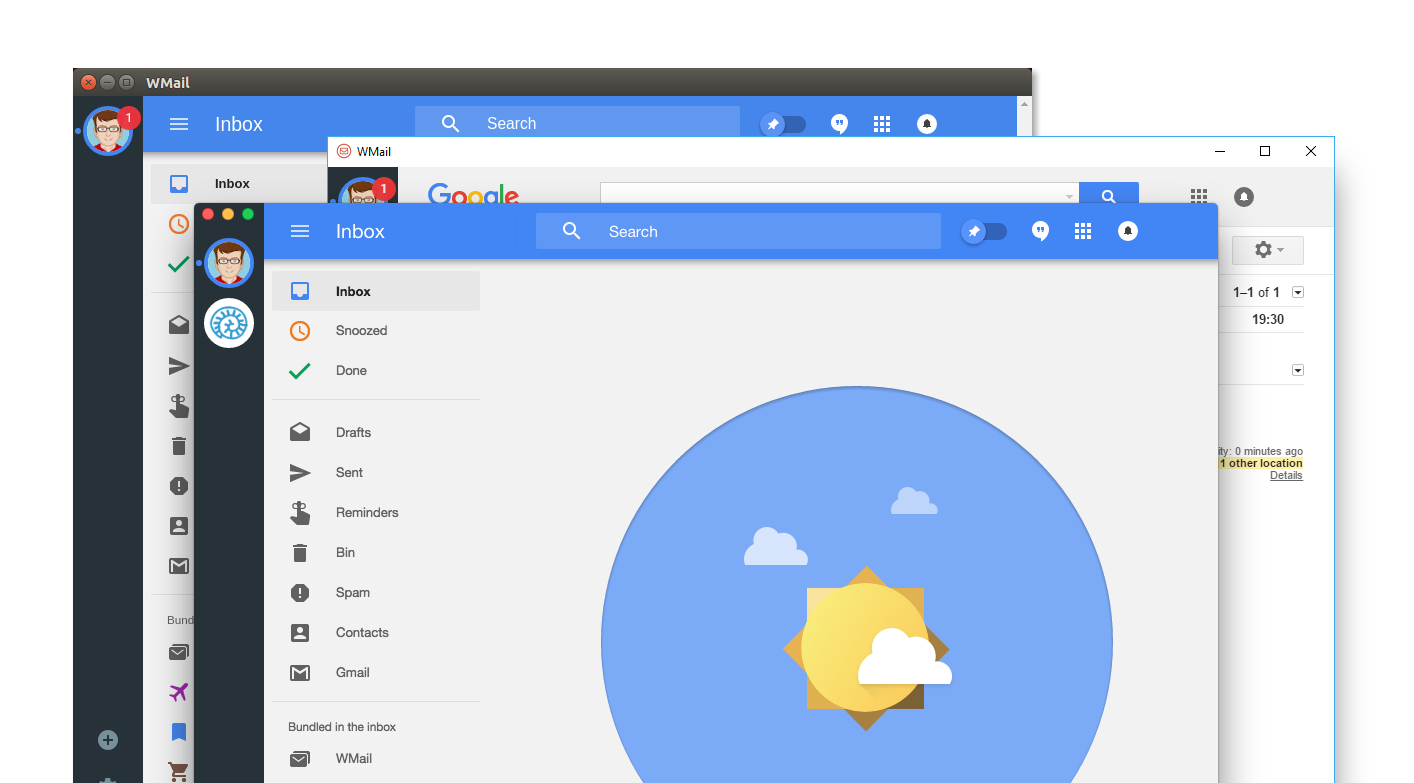 WMail
1
Inbox
Search
WMail
Inbox
1
Google
Inbox
Search
1–1 of 1
19:30
Inbox
Snoozed
Done
Drafts
Sent
ity: 0 minutes ago
1 other location
Details
Reminders
Bin
Spam
Contacts
Gmail
Bund
Bundled in the inbox
WMail